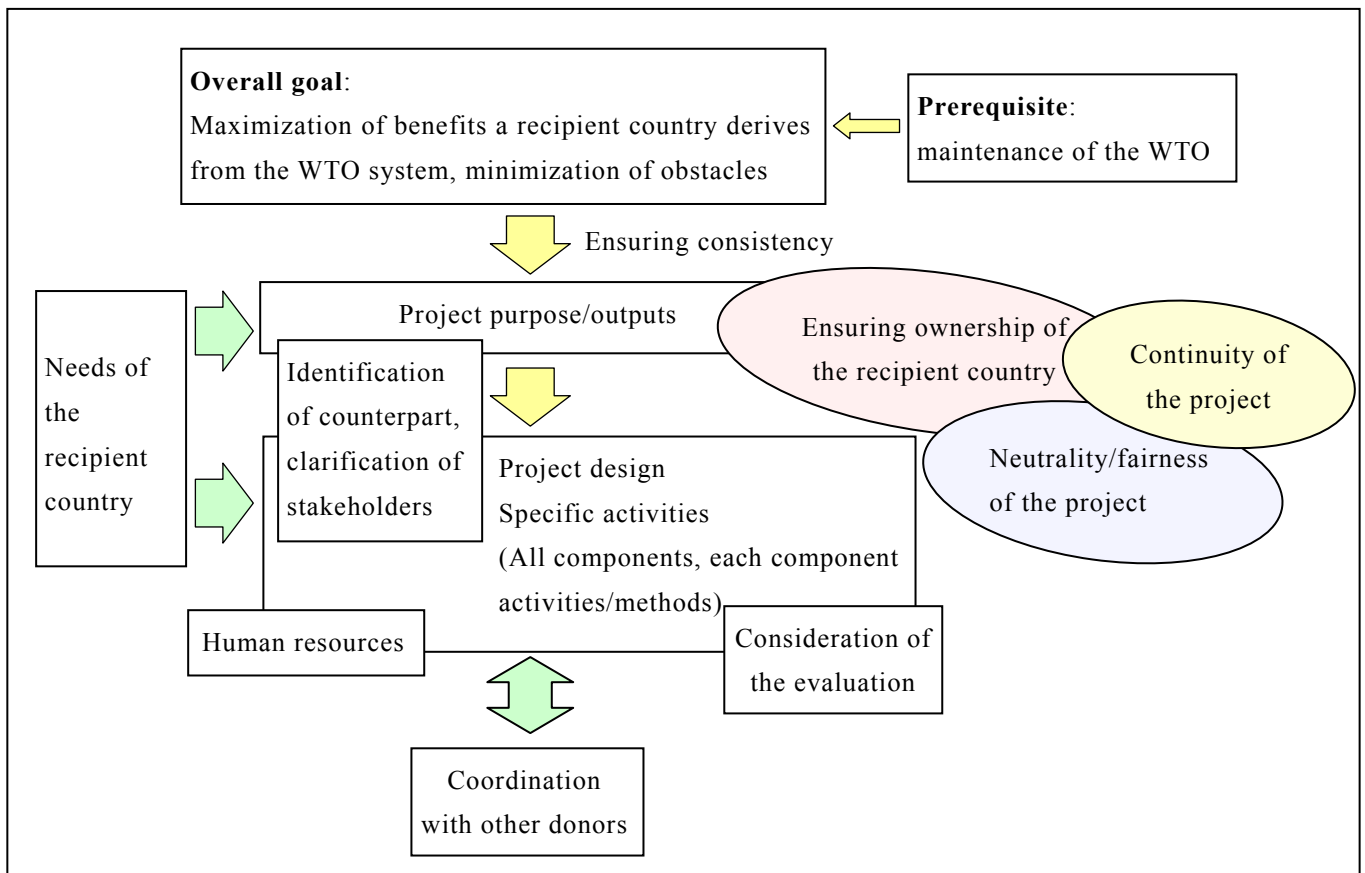 Overall goal:
Maximization of benefits a recipient country derives
from the WTO system, minimization of obstacles
Prerequisite:
maintenance of the WTO
Ensuring consistency
Needs of
the
recipient
country
Project purpose/outputs
Ensuring ownership of
the recipient country
Continuity of
the project
Neutrality/fairness
of the project
Identification
of counterpart,
clarification of
stakeholders
Project design
Specific activities
(All components, each component
activities/methods)
Human resources
Consideration of
the evaluation
Coordination
with other donors